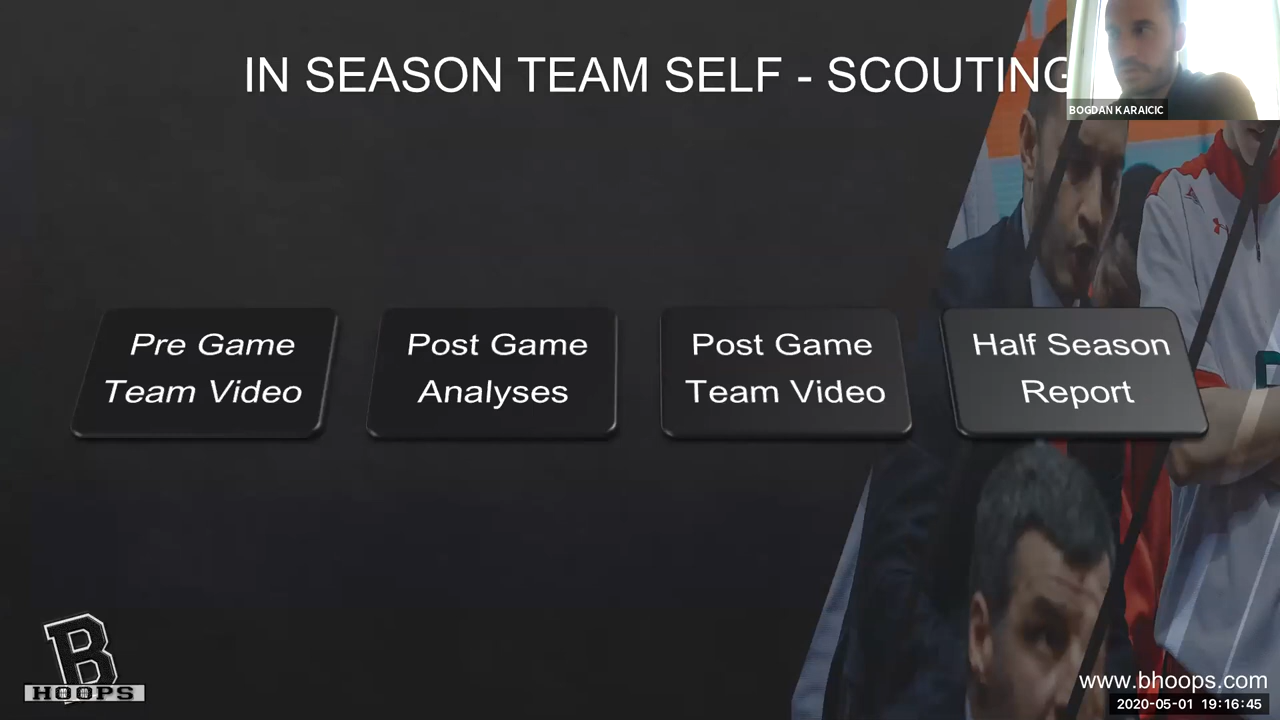 IN SEASON TEAM SELF - SCOUTING
BOGDAN KARAICIC
Pre Game
Team Video
Post Game
Analyses
Post Game
Team Video
Half Season
Report
B
HOOPS
www.bhoops.com
2020-05-01 19:16:45